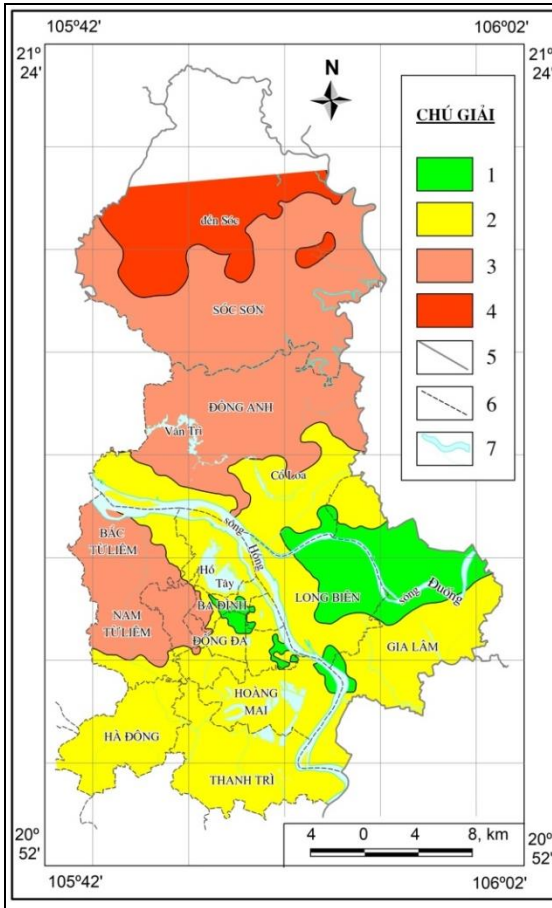 105º42'
106º02'
21º
24'
21º
24'
N
CHÚ GIẢI
1
2
3
4
5
6
7
đền Sóc
SÓC SƠN
ĐÔNG ANH
Vân Trì
Cổ Loa
BẮC
TỪ LIÊM
sông Hồng
Hồ
Tây
LONG BIÊN
sông Đuống
NAM
TỪ LIÊM
BA ĐÌNH
ĐỐNG ĐA
GIA LÂM
HOÀNG
MAI
HÀ ĐÔNG
THANH TRÌ
20º
52'
20º
52'
4 0 4 8, km
105º42'
106º02'